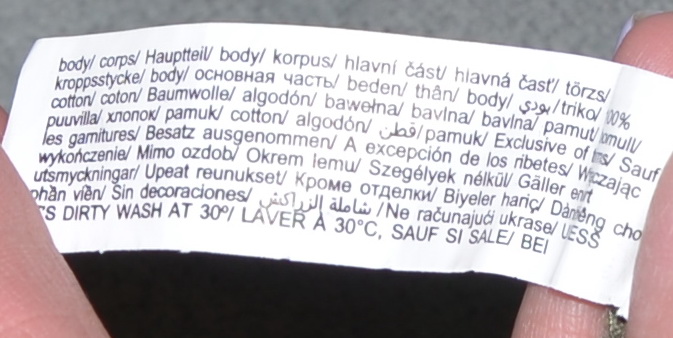 body/ corps/ Hauptteil/ body/ korpus/ hlavní část/ hlavná časť/ törzs/
kroppsstycke/ body/ основная часть/ beden/ thân/ body/ بودي /triko/ 100%
cotton/ coton/ Baumwolle/ algodón/ bawełna/ bavlna/ bavlna/ pamut/
puuvilla/ хлопок/ pamuk/ cotton/ algodón/ قطن /pamuk/ Exclusive of / Sauf
les garnitures/ Besatz ausgenommen/ A excepción de los ribetes/
wykończenie/ Mimo ozdob/ Okrem lemu/ Szegélyek nélkül/ Gäller
utsmyckningar/ Upeat reunukset/ Кроме отделки/ Biyeler hariç/ cho
phần viền/ Sin decoraciones/ شاملة التراكش /Ne računajući ukrase/
DIRTY WASH AT 30º/ LAVER À 30°C, SAUF SI SALE/ BEI